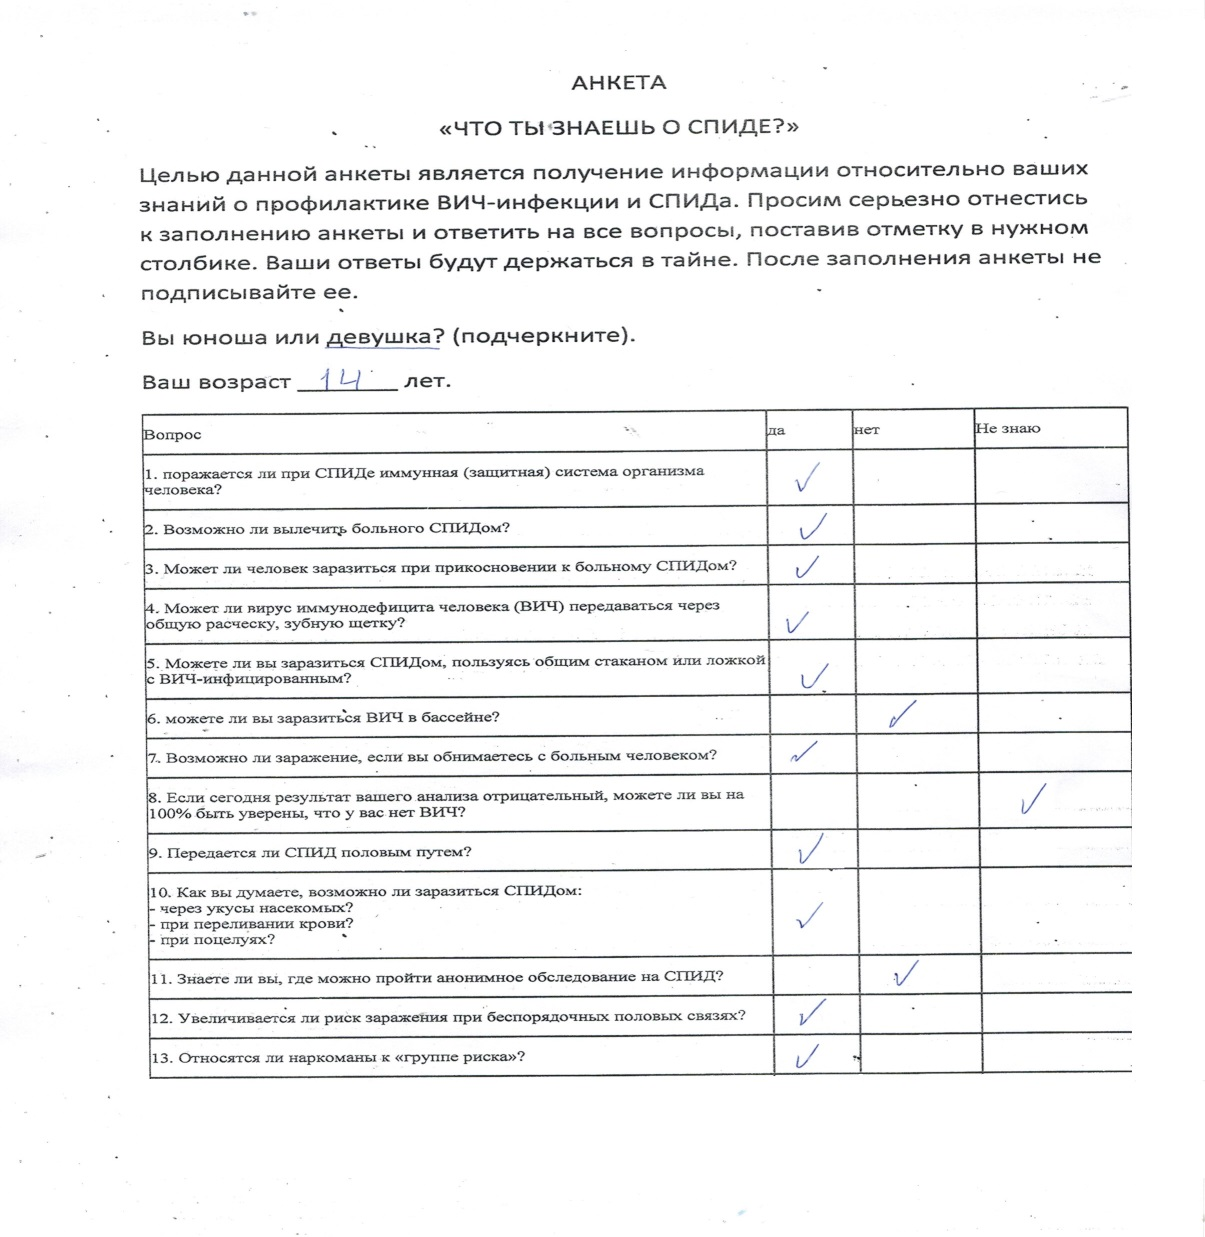 АНКЕТА
«ЧТО ТЫ ЗНАЕШЬ О СПИДЕ?»
Целью данной анкеты является получение информации относительно ваших
знаний о профилактике ВИЧ-инфекции и СПИДа. Просим серьезно отнестись
к заполнению анкеты и ответить на все вопросы, поставив отметку в нужном
столбике. Ваши ответы будут держаться в тайне. После заполнения анкеты не
подписывайте ее.
Вы юноша или девушка? (подчеркните).
Ваш возраст 14 лет.
Вопрос да нет Не знаю
1. поражается ли при СПИДе иммунная (защитная) система организма
человека?
2. Возможно ли вылечить больного СПИДом?
3. Может ли человек заразиться при прикосновении к больному СПИДом?
4. Может ли вирус иммунодефицита человека (ВИЧ) передаваться через
общую расческу, зубную щетку?
5. Можете ли вы заразиться СПИДом, пользуясь общим стаканом или ложкой
с ВИЧ-инфицированным?
6. можете ли вы заразиться ВИЧ в бассейне?
7. Возможно ли заражение, если вы обнимаетесь с больным человеком?
8. Если сегодня результат вашего анализа отрицательный, можете ли вы на
100% быть уверены, что у вас нет ВИЧ?
9. Передается ли СПИД половым путем?
10. Как вы думаете, возможно ли заразиться СПИДом:
- через укусы насекомых?
- при переливании крови?
- при поцелуях?
11. Знаете ли вы, где можно пройти анонимное обследование на СПИД?
12. Увеличивается ли риск заражения при беспорядочных половых связях?
13. Относятся ли наркоманы к «группе риска»?